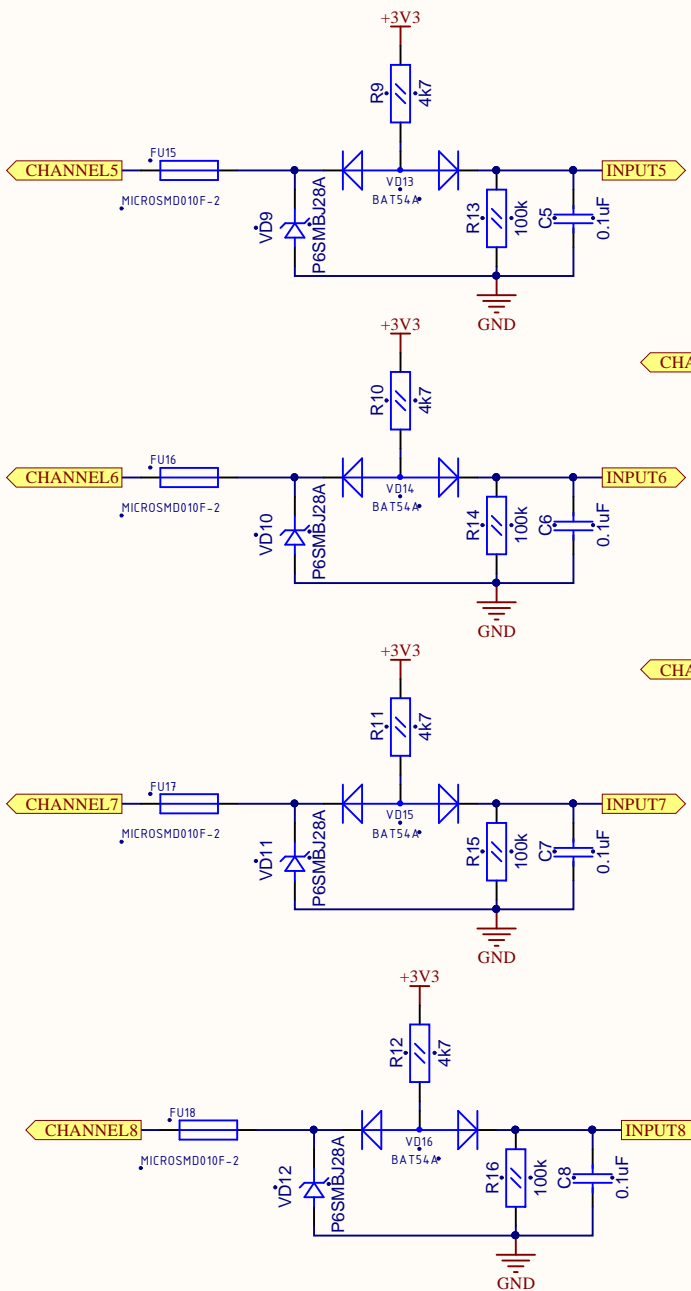 +3V3
R9
4k7
CHANNEL5
FU15
MICROSMD010F-2
VD9
P6SMBJ28A
VD13
BAT54A
R13
100k
C5
0.1uF
INPUT5
GND
+3V3
R10
4k7
CHA
CHANNEL6
FU16
MICROSMD010F-2
VD10
P6SMBJ28A
VD14
BAT54A
R14
100k
C6
0.1uF
INPUT6
GND
+3V3
R11
4k7
CHA
CHANNEL7
FU17
MICROSMD010F-2
VD11
P6SMBJ28A
VD15
BAT54A
R15
100k
C7
0.1uF
INPUT7
GND
+3V3
R12
4k7
CHANNEL8
FU18
MICROSMD010F-2
VD12
P6SMBJ28A
VD16
BAT54A
R16
100k
C8
0.1uF
INPUT8
GND